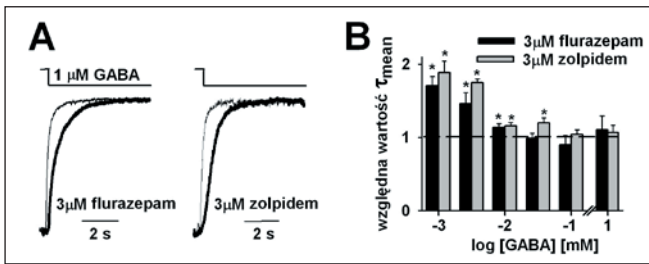 A
1 μM GABA
3μM flurazepam
2 s
3μM zolpidem
2 s
B
3μM flurazepam
3μM zolpidem
względna wartość τmean
2
1
0
* * * * * * *
-3
-2
-1
1
log [GABA] [mM]